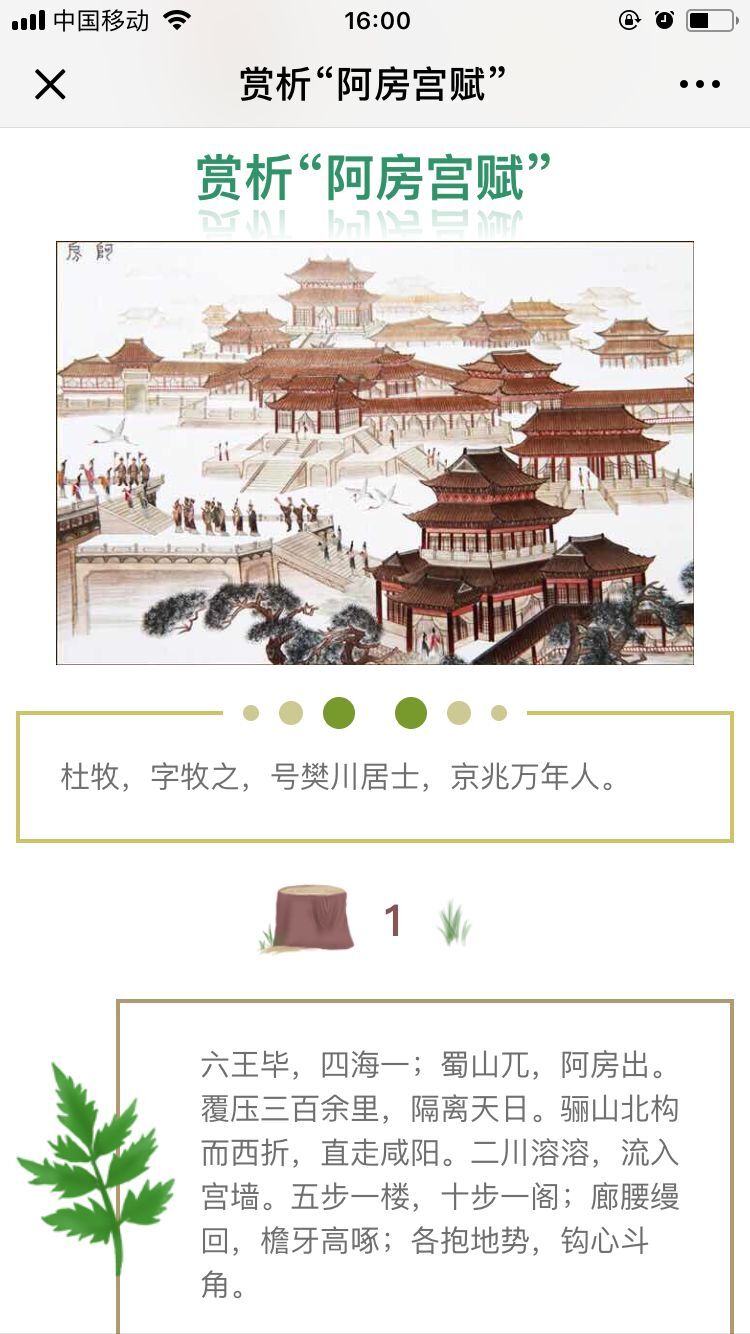 中国移动
16:00
赏析“阿房宫赋”
赏析“阿房宫赋”
房 阿
杜牧，字牧之，号樊川居士，京兆万年人。
1
六王毕，四海一；蜀山兀，阿房出。
覆压三百余里，隔离天日。骊山北构
而西折，直走咸阳。二川溶溶，流入
宫墙。五步一楼，十步一阁；廊腰缦
回，檐牙高啄；各抱地势，钩心斗
角。